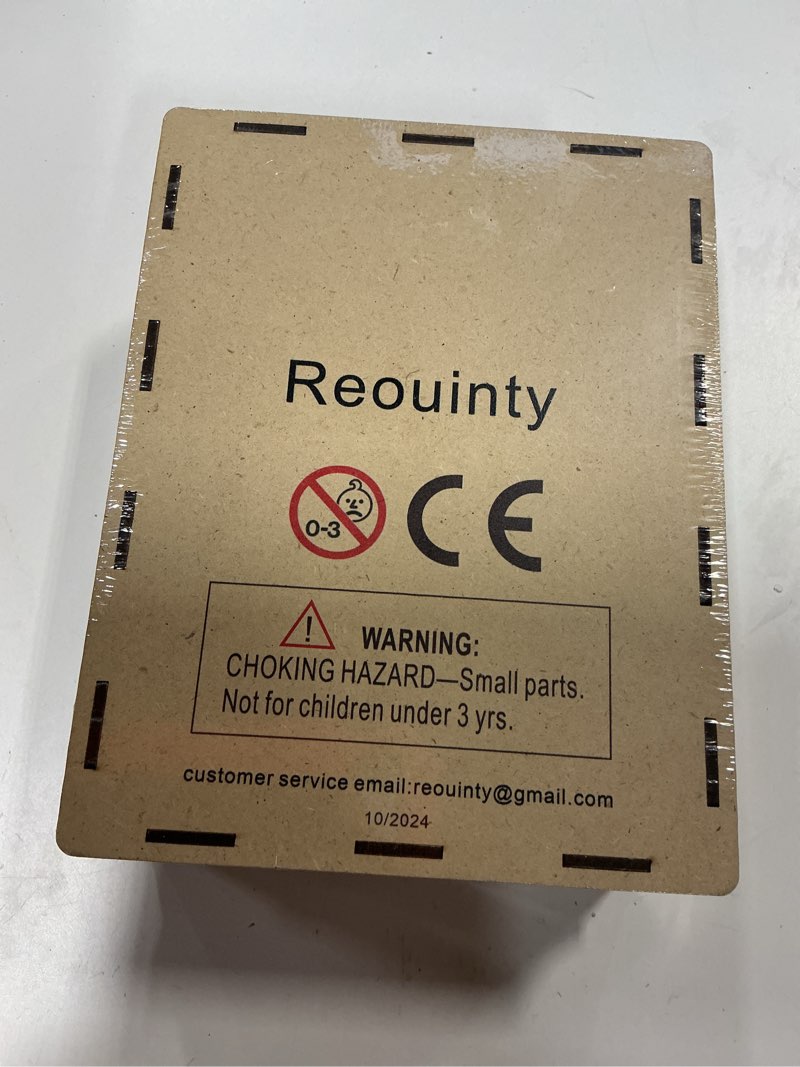 Reouinty
0-3
CE
WARNING:
CHOKING HAZARD—Small parts.
Not for children under 3 yrs.
customer service email:reouinty@gmail.com
10/2024